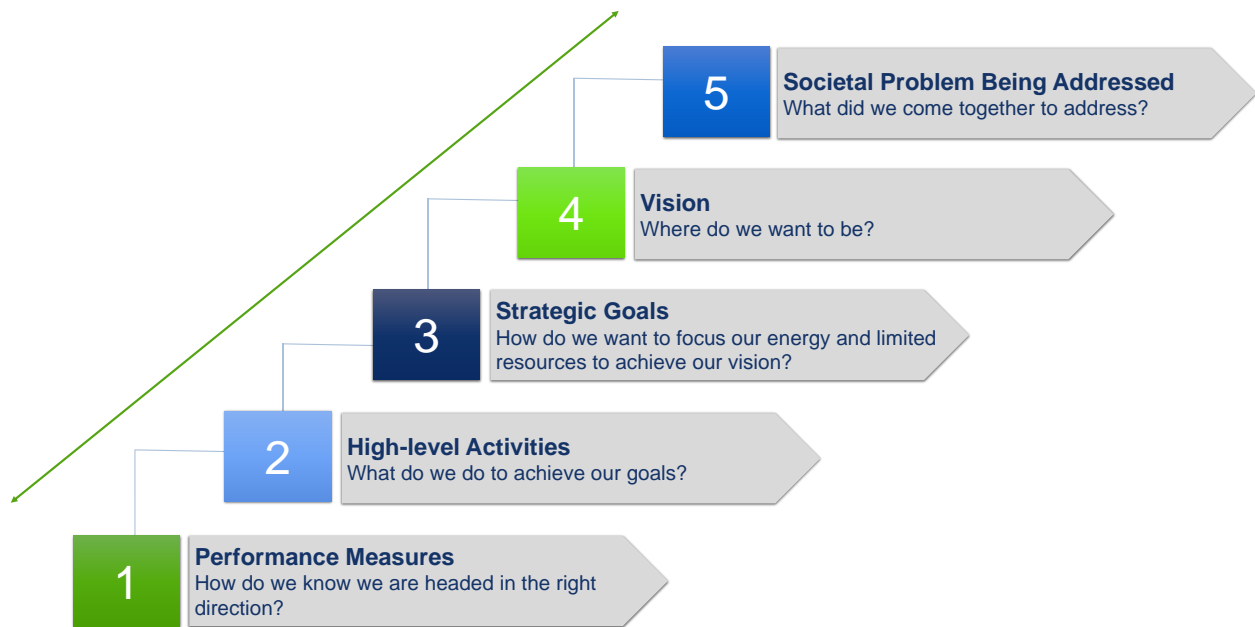 5
Societal Problem Being Addressed
What did we come together to address?
4
Vision
Where do we want to be?
3
Strategic Goals
How do we want to focus our energy and limited
resources to achieve our vision?
2
High-level Activities
What do we do to achieve our goals?
1
Performance Measures
How do we know we are headed in the right
direction?